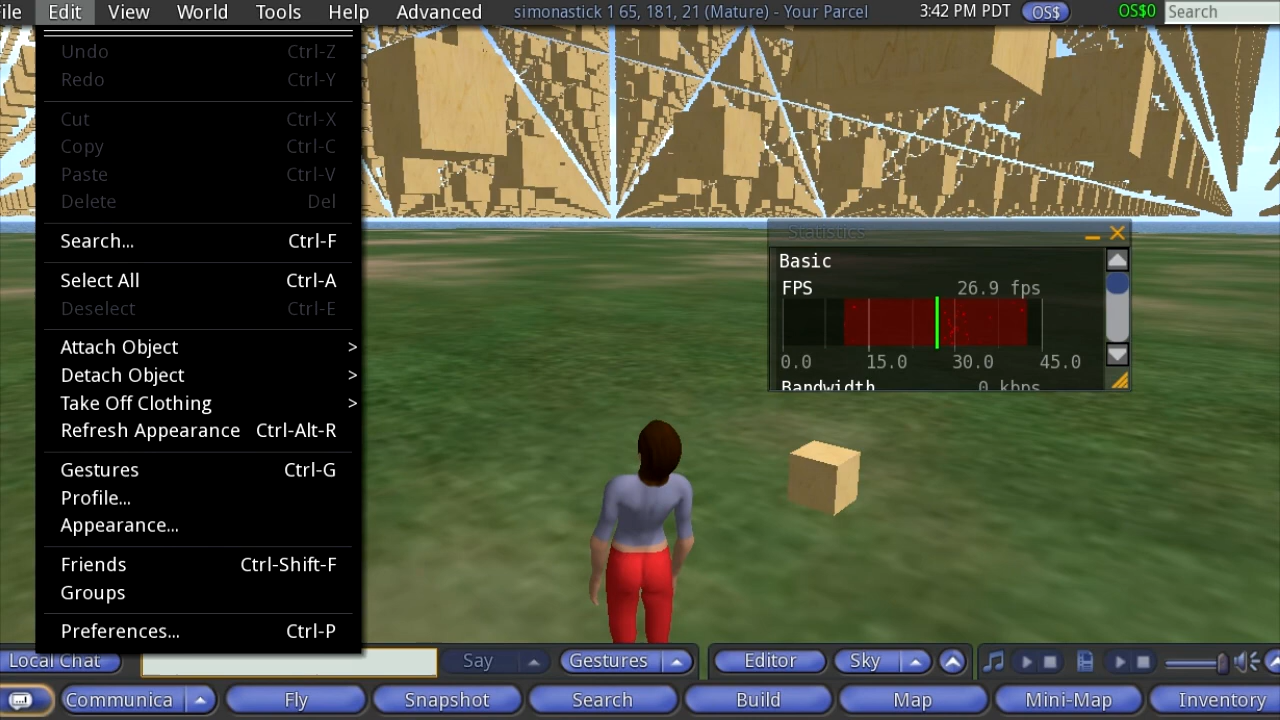 ile Edit View World Tools Help Advanced simonastick 1 65, 181, 21 (Mature) - Your Parcel 3:42 PM PDT OS$ OS$0 Search
Undo Ctrl-Z
Redo Ctrl-Y
Cut Ctrl-X
Copy Ctrl-C
Paste Ctrl-V
Delete Del
Search... Ctrl-F
Select All Ctrl-A
Deselect Ctrl-E
Attach Object >
Detach Object >
Take Off Clothing >
Refresh Appearance Ctrl-Alt-R
Gestures Ctrl-G
Profile...
Appearance...
Friends Ctrl-Shift-F
Groups
Preferences... Ctrl-P
Statistics
Basic
FPS 26.9 fps
0.0 15.0 30.0 45.0
Bandwidth 0 kbps
Local Chat Say Gestures Editor Sky
Communica Fly Snapshot Search Build Map Mini-Map Inventory